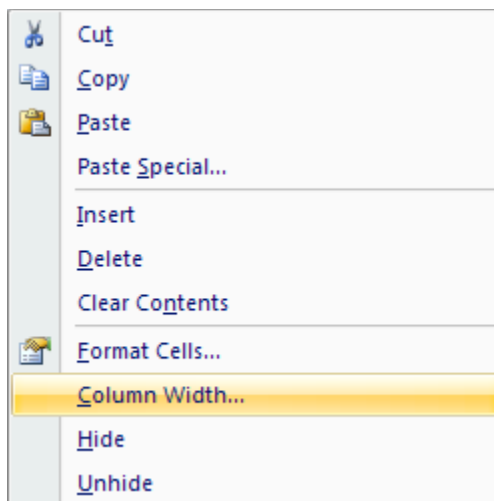 Cut
Copy
Paste
Paste Special...
Insert
Delete
Clear Contents
Format Cells...
Column Width...
Hide
Unhide